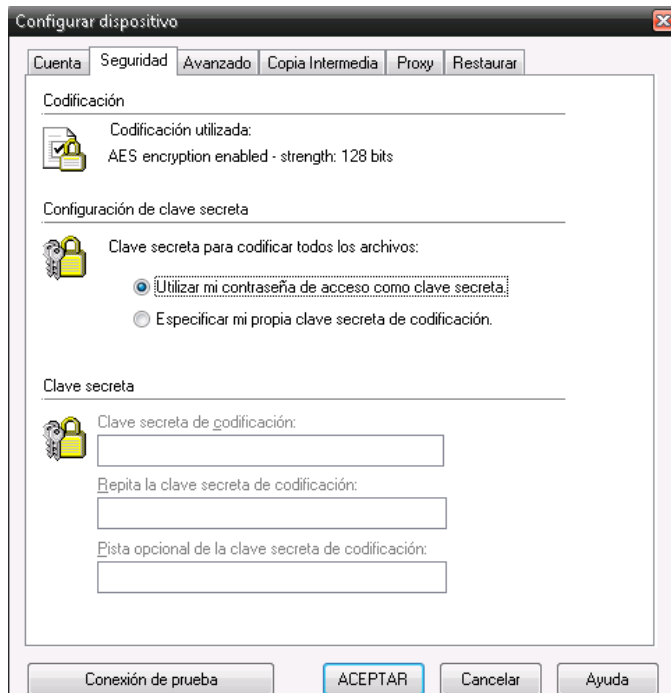 Configurar dispositivo
Cuenta
Seguridad
Avanzado
Copia Intermedia
Proxy
Restaurar
Codificación
Codificación utilizada:
AES encryption enabled - strength: 128 bits
Configuración de clave secreta
Clave secreta para codificar todos los archivos:
Utilizar mi contraseña de acceso como clave secreta.
Especificar mi propia clave secreta de codificación.
Clave secreta
Clave secreta de codificación:
Repita la clave secreta de codificación:
Pista opcional de la clave secreta de codificación:
Conexión de prueba
ACEPTAR
Cancelar
Ayuda